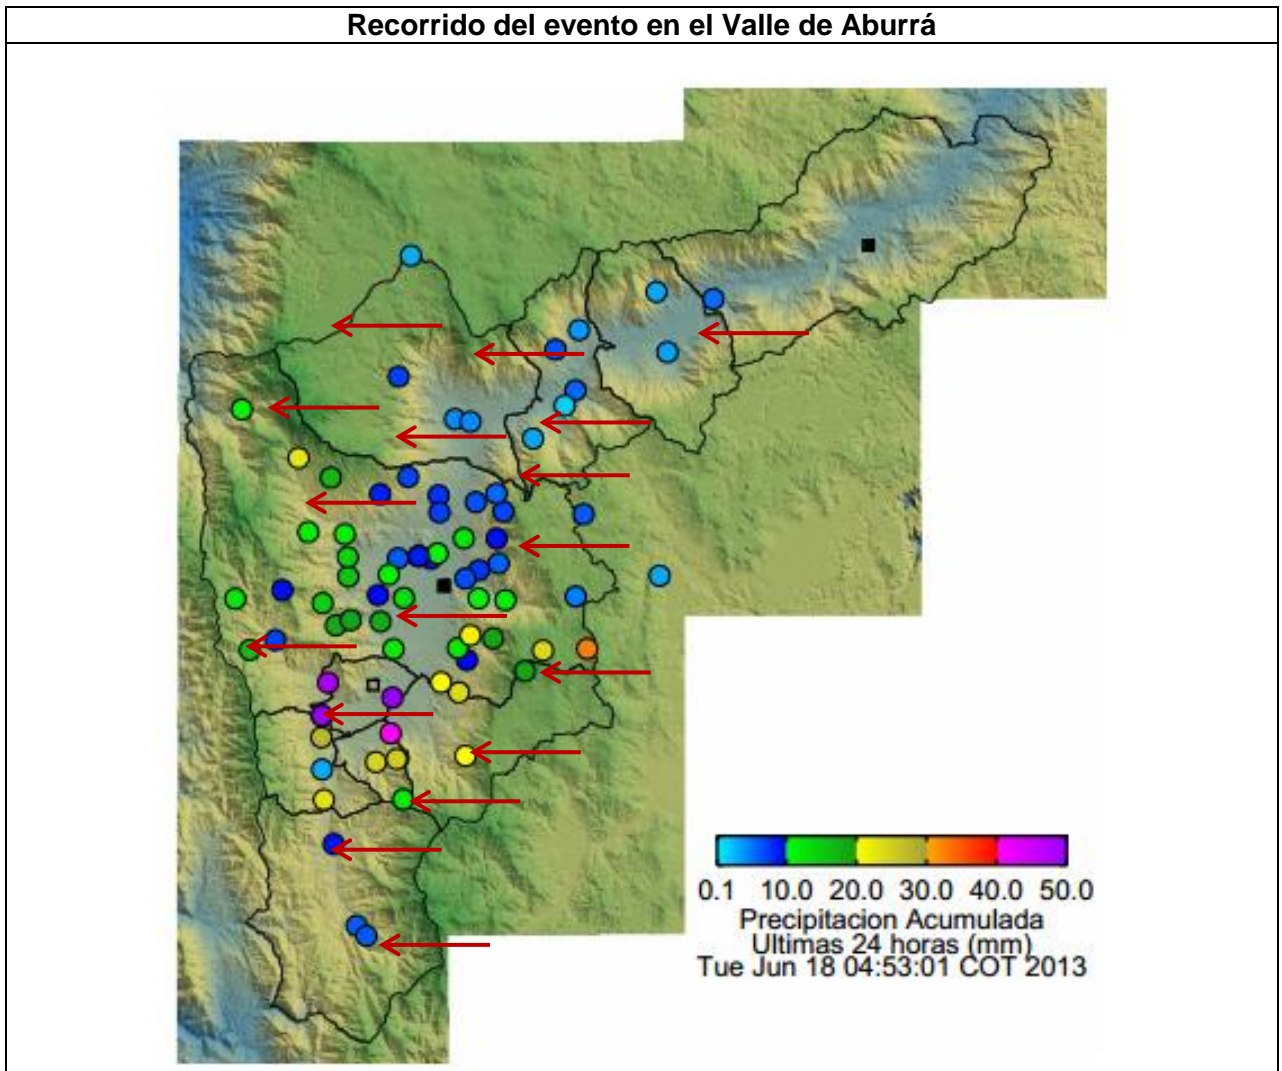 Recorrido del evento en el Valle de Aburrá
0.1 10.0 20.0 30.0 40.0 50.0
Precipitacion Acumulada
Ultimas 24 horas (mm)
Tue Jun 18 04:53:01 COT 2013